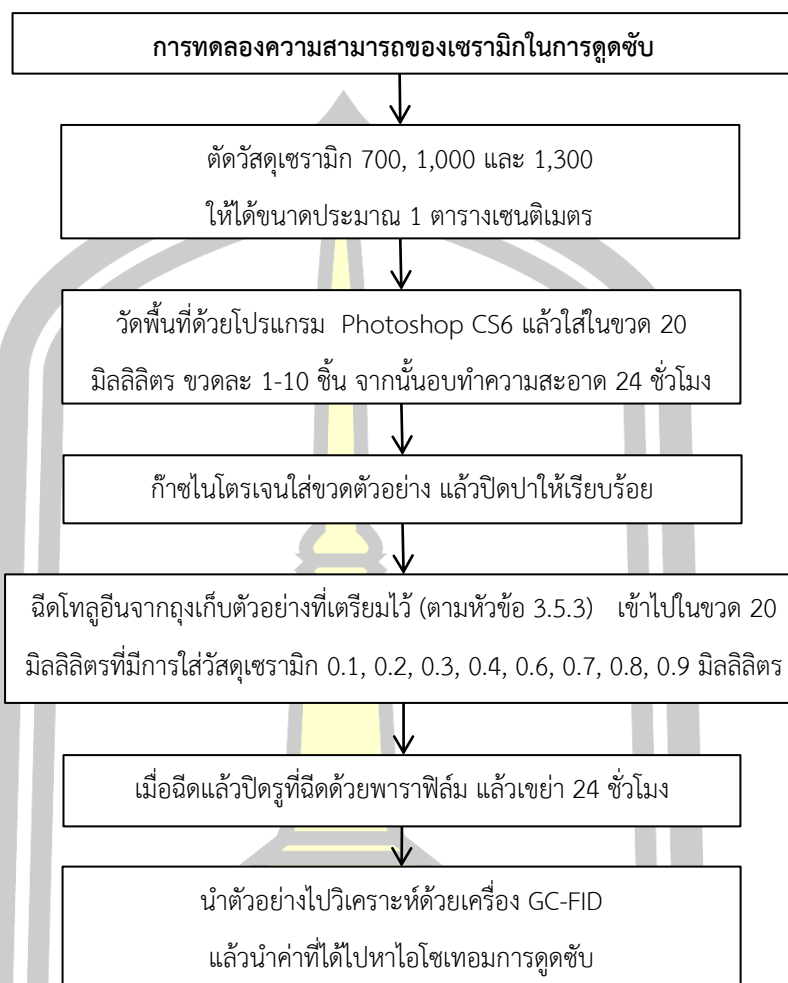 การทดลองความสามารถของเซรามิกในการดูดซับ
ตัดวัสดุเซรามิก 700, 1,000 และ 1,300
ให้ได้ขนาดประมาณ 1 ตารางเซนติเมตร
วัดพื้นที่ด้วยโปรแกรม Photoshop CS6 แล้วใส่ในขวด 20
มิลลิลิตร ขวดละ 1-10 ชิ้น จากนั้นอบทำความสะอาด 24 ชั่วโมง
ก๊าซไนโตรเจนใส่ขวดตัวอย่าง แล้วปิดปาให้เรียบร้อย
ฉีดโทลูอีนจากถุงเก็บตัวอย่างที่เตรียมไว้ (ตามหัวข้อ 3.5.3) เข้าไปในขวด 20
มิลลิลิตรที่มีการใส่วัสดุเซรามิก 0.1, 0.2, 0.3, 0.4, 0.6, 0.7, 0.8, 0.9 มิลลิลิตร
เมื่อฉีดแล้วปิดรูที่ฉีดด้วยพาราฟิล์ม แล้วเขย่า 24 ชั่วโมง
นำตัวอย่างไปวิเคราะห์ด้วยเครื่อง GC-FID
แล้วนำค่าที่ได้ไปหาไอโซเทอมการดูดซับ